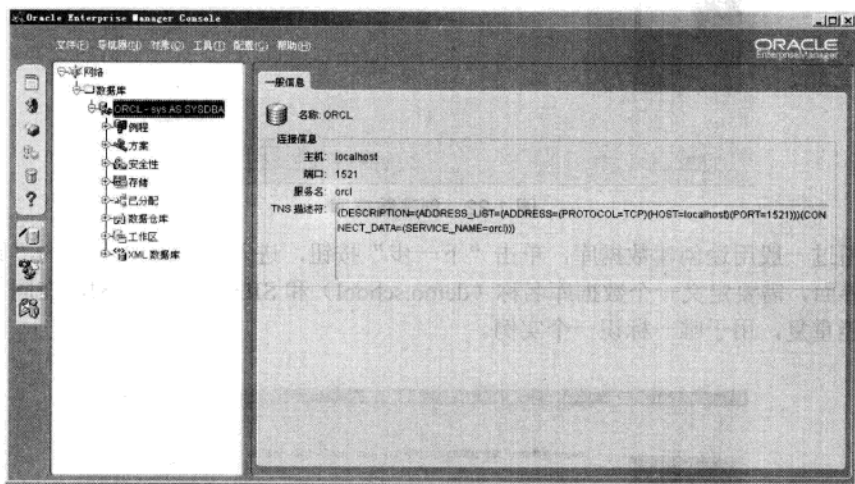 Oracle Enterprise Manager Console
文件(F) 导航器(N) 对象(O) 工具(T) 配置(G) 帮助(H)
ORACLE
Enterprise Manager
网络
数据库
ORCL - sys AS SYSDBA
例程
方案
安全性
存储
已分配
数据仓库
工作区
XML 数据库
一般信息
名称: ORCL
连接信息
主机: localhost
端口: 1521
服务名: orcl
TNS 描述符: (DESCRIPTION=(ADDRESS_LIST=(ADDRESS=(PROTOCOL=TCP)(HOST=localhost)(PORT=1521)))(CON
NECT_DATA=(SERVICE_NAME=orcl)))